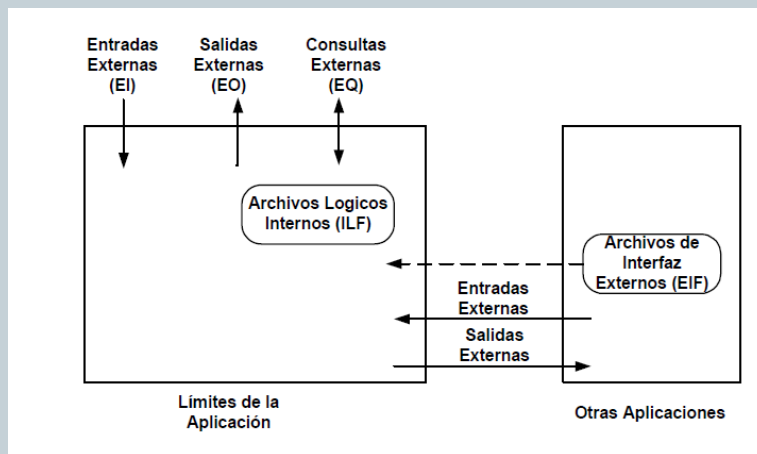 Entradas
Externas
(EI)
Salidas
Externas
(EO)
Consultas
Externas
(EQ)
Archivos Logicos
Internos (ILF)
Archivos de
Interfaz
Externos (EIF)
Entradas
Externas
Salidas
Externas
Límites de la
Aplicación
Otras Aplicaciones